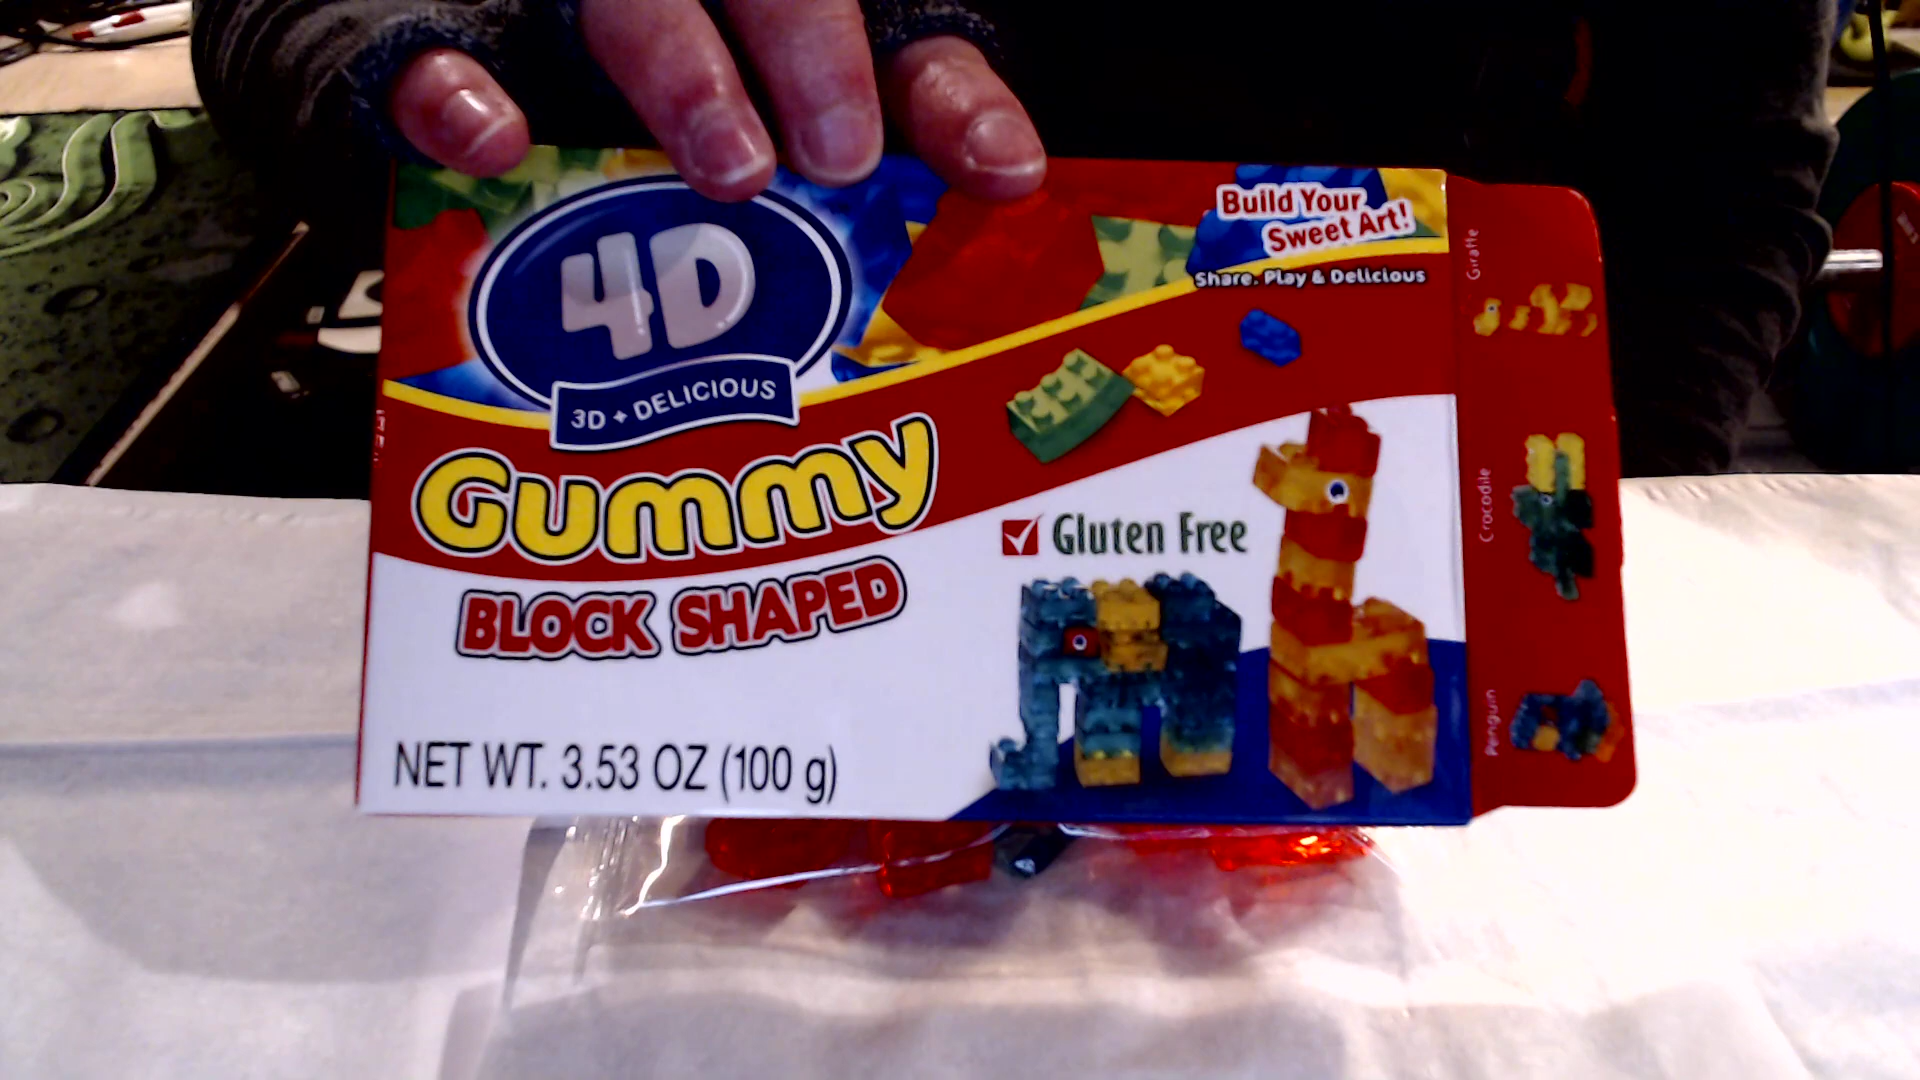 4D
3D + DELICIOUS
Gummy
BLOCK SHAPED
NET WT. 3.53 OZ (100 g)
Build Your
Sweet Art!
Share, Play & Delicious
Gluten Free
Giraffe
Crocodile
Penguin